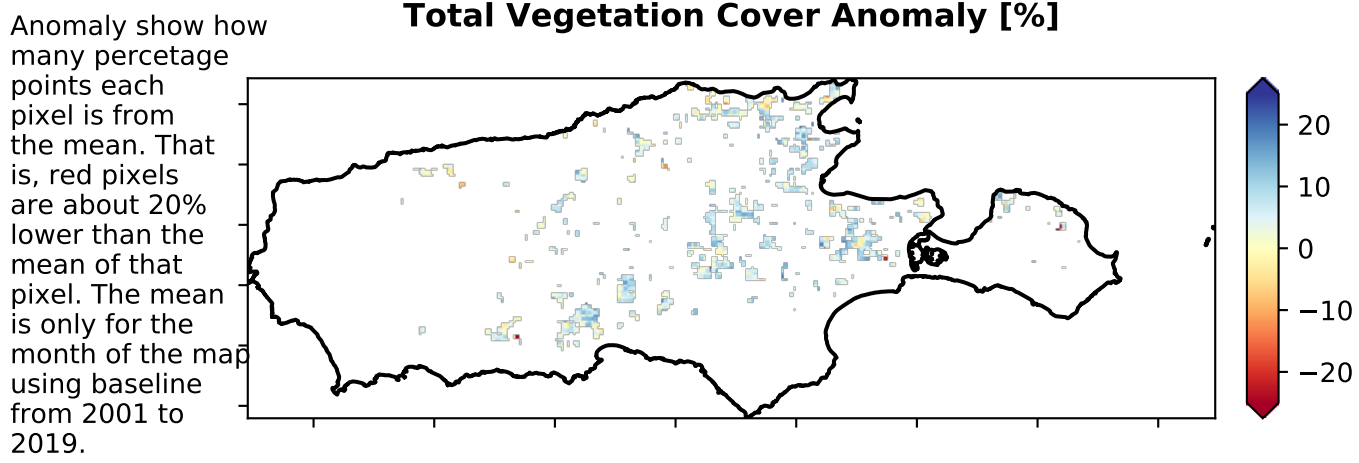 Total Vegetation Cover Anomaly [%]
Anomaly show how
many percetage
points each
pixel is from
the mean. That
is, red pixels
are about 20%
lower than the
mean of that
pixel. The mean
is only for the
month of the map
using baseline
from 2001 to
2019.
20
10
0
−10
−20